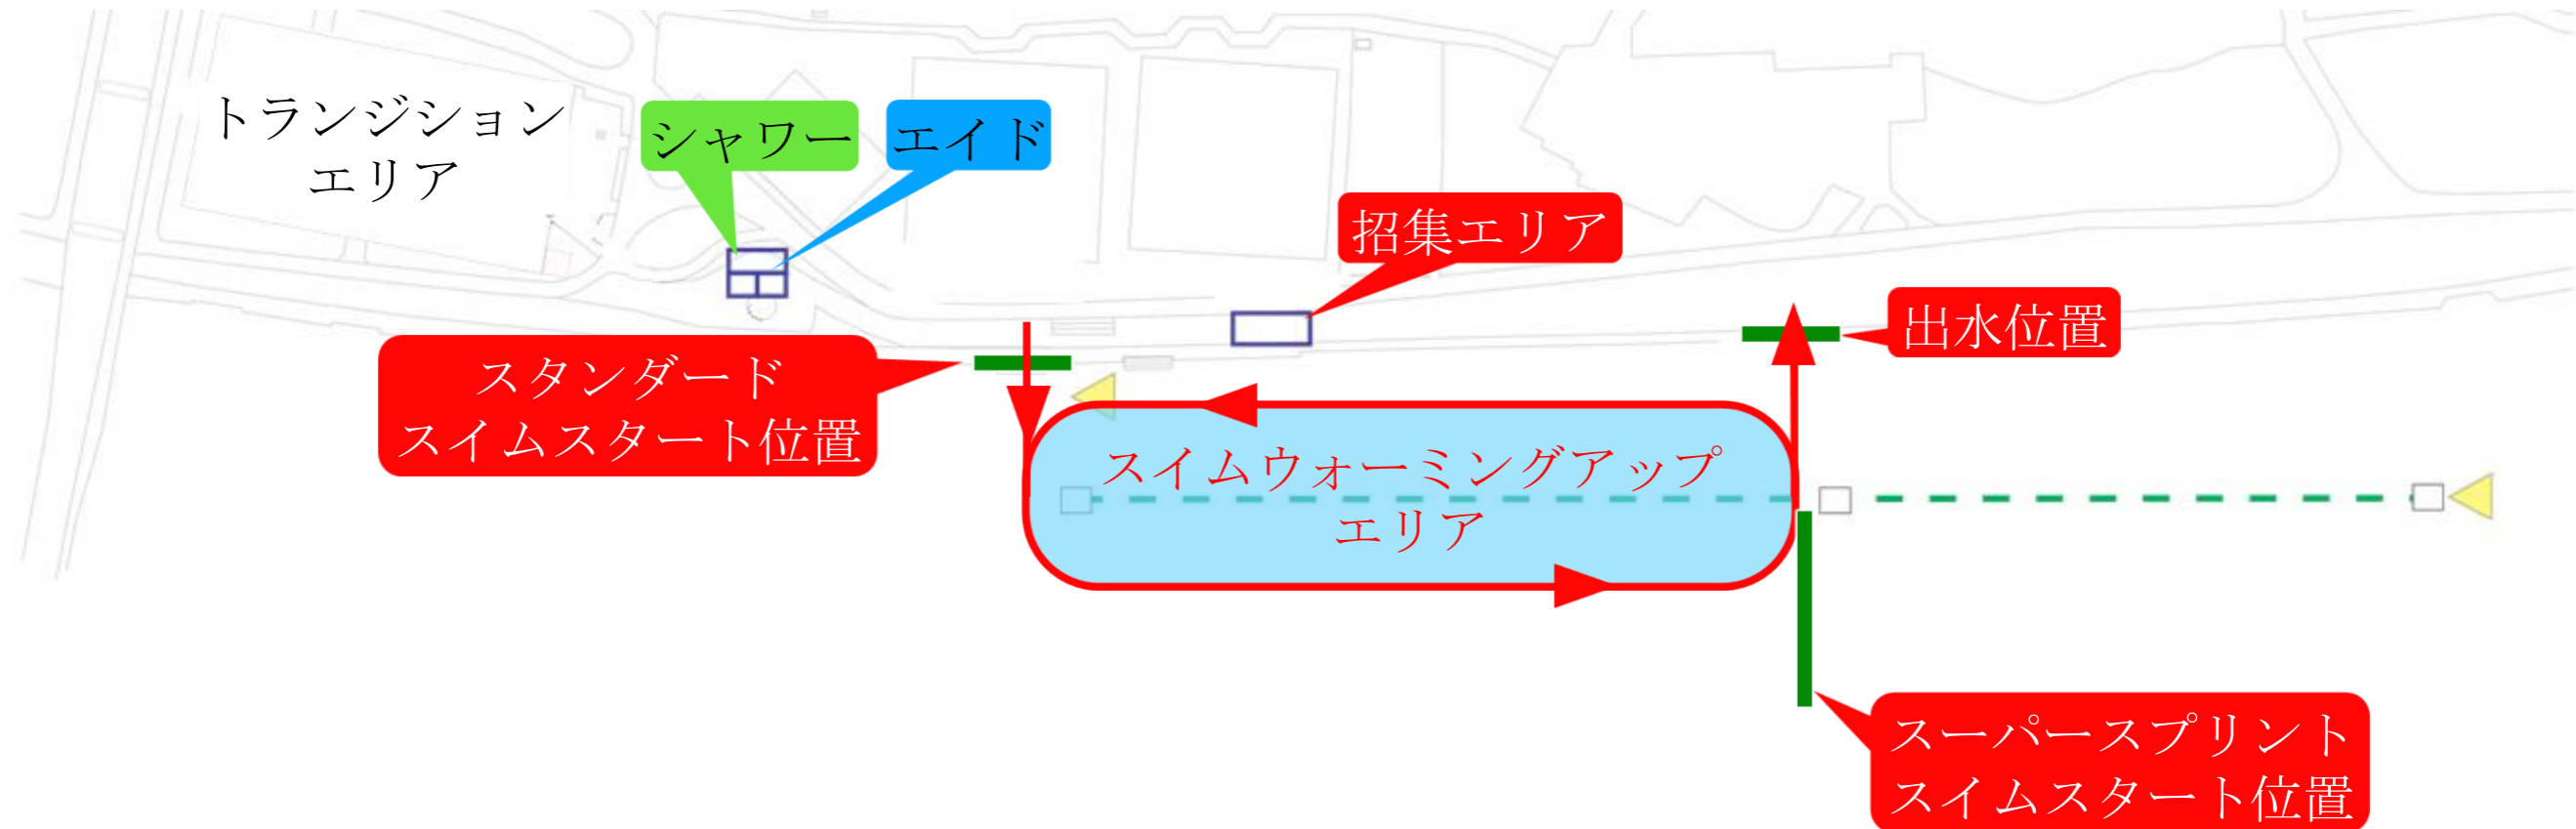 トランジション
エリア
シャワー
エイド
招集エリア
出水位置
スタンダード
スイムスタート位置
スイムウォーミングアップ
エリア
スーパースプリント
スイムスタート位置